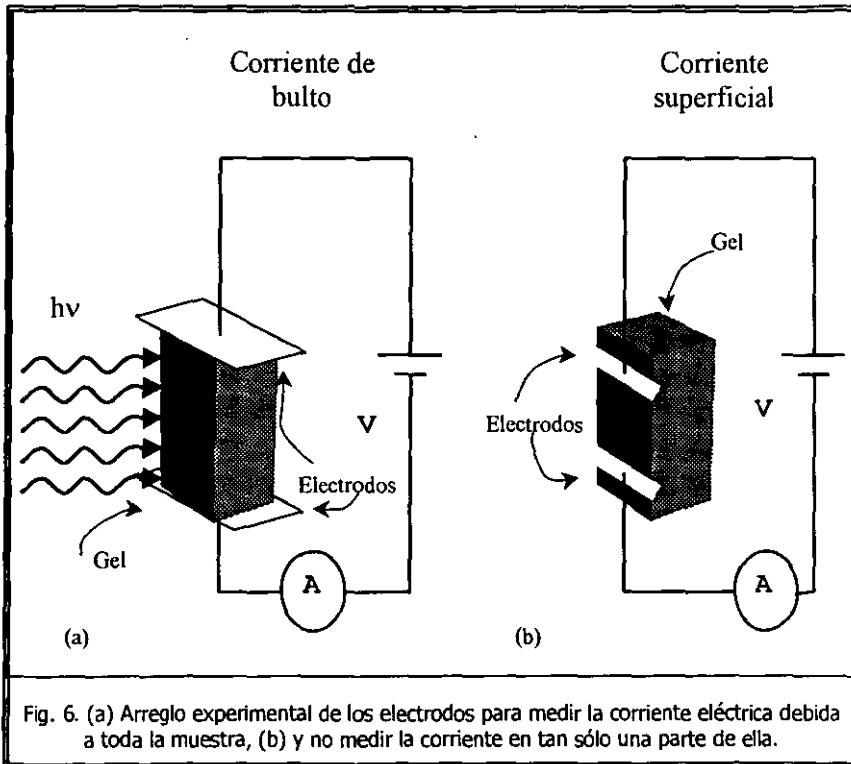 Corriente de
bulto
Corriente
superficial
Gel
hν
V
Electrodos
Gel
A
(a)
Electrodos
V
A
(b)
Fig. 6. (a) Arreglo experimental de los electrodos para medir la corriente eléctrica debida
a toda la muestra, (b) y no medir la corriente en tan sólo una parte de ella.